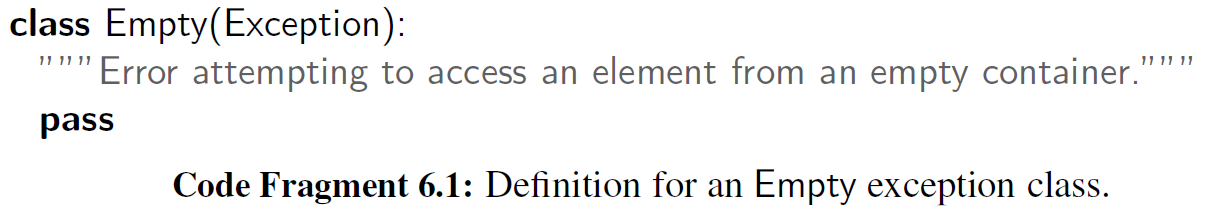 class Empty(Exception):
”””Error attempting to access an element from an empty container.”””
pass
Code Fragment 6.1: Definition for an Empty exception class.